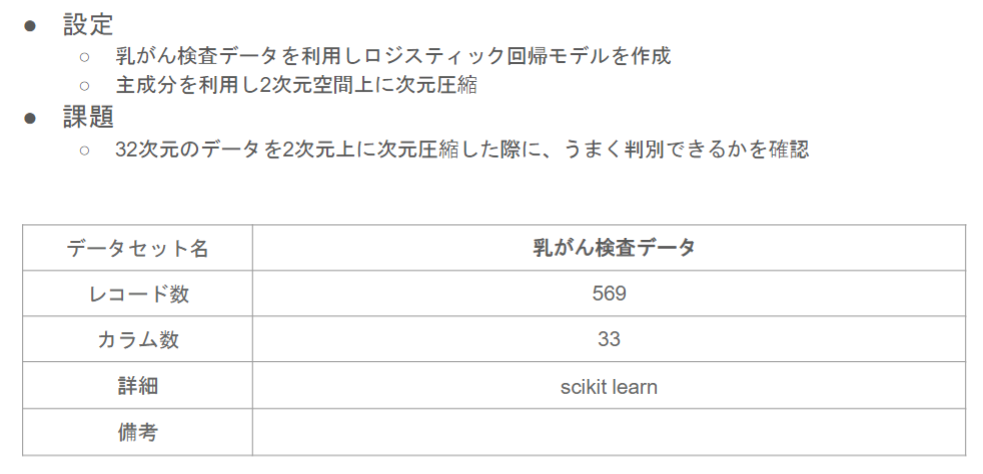 ● 設定
○ 乳がん検査データを利用しロジスティック回帰モデルを作成
○ 主成分を利用し2次元空間上に次元圧縮
● 課題
○ 32次元のデータを2次元上に次元圧縮した際に、うまく判別できるかを確認
データセット名 乳がん検査データ
レコード数 569
カラム数 33
詳細 scikit learn
備考